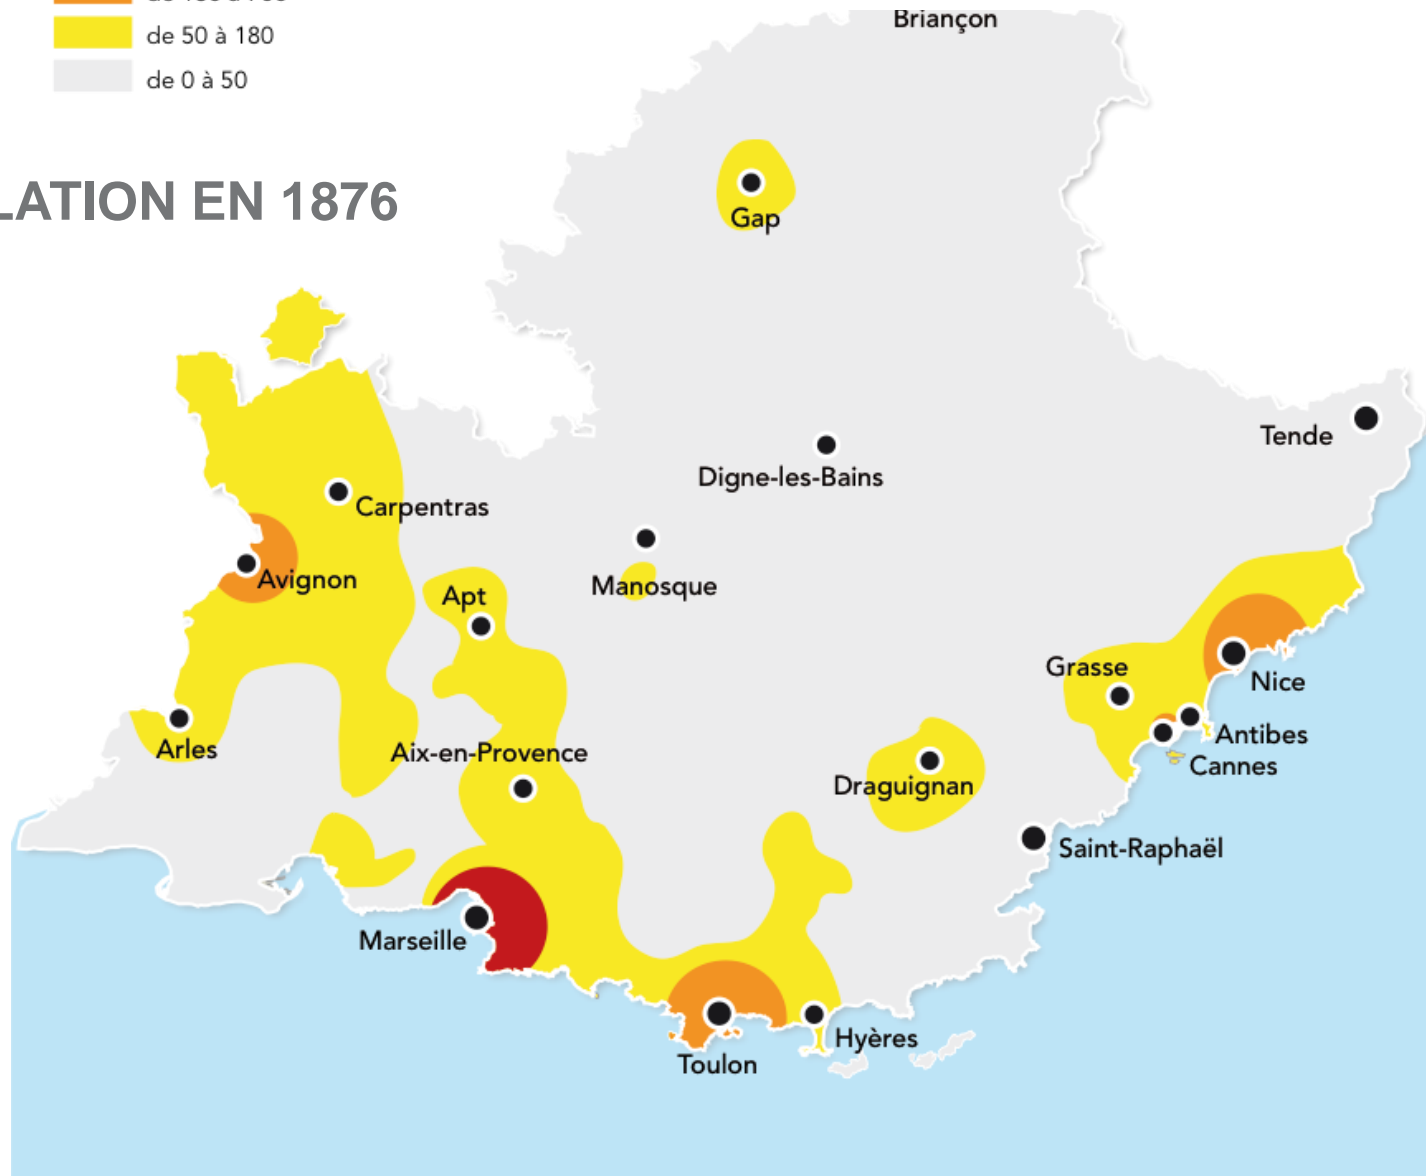 de 50 à 180
de 0 à 50
Briançon
LATION EN 1876
Gap
Tende
Digne-les-Bains
Carpentras
Avignon
Manosque
Apt
Grasse
Nice
Arles
Aix-en-Provence
Antibes
Cannes
Draguignan
Saint-Raphaël
Marseille
Hyères
Toulon